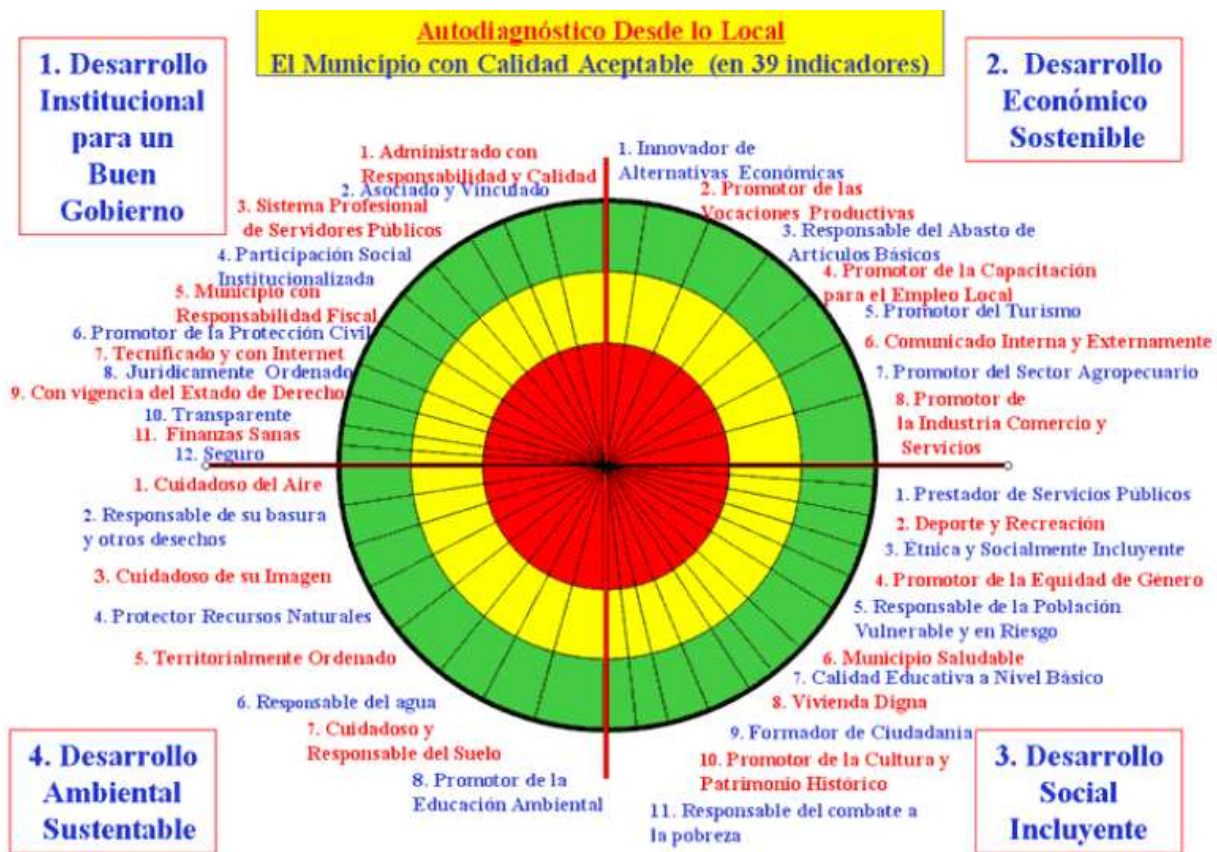 Autodiagnóstico Desde lo Local
El Municipio con Calidad Aceptable (en 39 indicadores)
1. Desarrollo
Institucional
para un
Buen
Gobierno
1. Administrado con
Responsabilidad y Calidad
2. Asociado y Vinculado
3. Sistema Profesional
de Servidores Públicos
4. Participación Social
Institucionalizada
5. Municipio con
Responsabilidad Fiscal
6. Promotor de la Protección Civil
7. Tecnificado y con Internet
8. Jurídicamente Ordenado
9. Con vigencia del Estado de Derecho
10. Transparente
11. Finanzas Sanas
12. Seguro
2. Desarrollo
Económico
Sostenible
1. Innovador de
Alternativas Económicas
2. Promotor de las
Vocaciones Productivas
3. Responsable del Abasto de
Artículos Básicos
4. Promotor de la Capacitación
para el Empleo Local
5. Promotor del Turismo
6. Comunicado Interna y Externamente
7. Promotor del Sector Agropecuario
8. Promotor de
la Industria Comercio y
Servicios
1. Prestador de Servicios Públicos
2. Deporte y Recreación
3. Étnica y Socialmente Incluyente
4. Promotor de la Equidad de Género
5. Responsable de la Población
Vulnerable y en Riesgo
6. Municipio Saludable
7. Calidad Educativa a Nivel Básico
8. Vivienda Digna
9. Formador de Ciudadanía
10. Promotor de la Cultura y
Patrimonio Histórico
11. Responsable del combate a
la pobreza
3. Desarrollo
Social
Incluyente
1. Cuidadoso del Aire
2. Responsable de su basura
y otros desechos
3. Cuidadoso de su Imagen
4. Protector Recursos Naturales
5. Territorialmente Ordenado
6. Responsable del agua
7. Cuidadoso y
Responsable del Suelo
8. Promotor de la
Educación Ambiental
4. Desarrollo
Ambiental
Sustentable